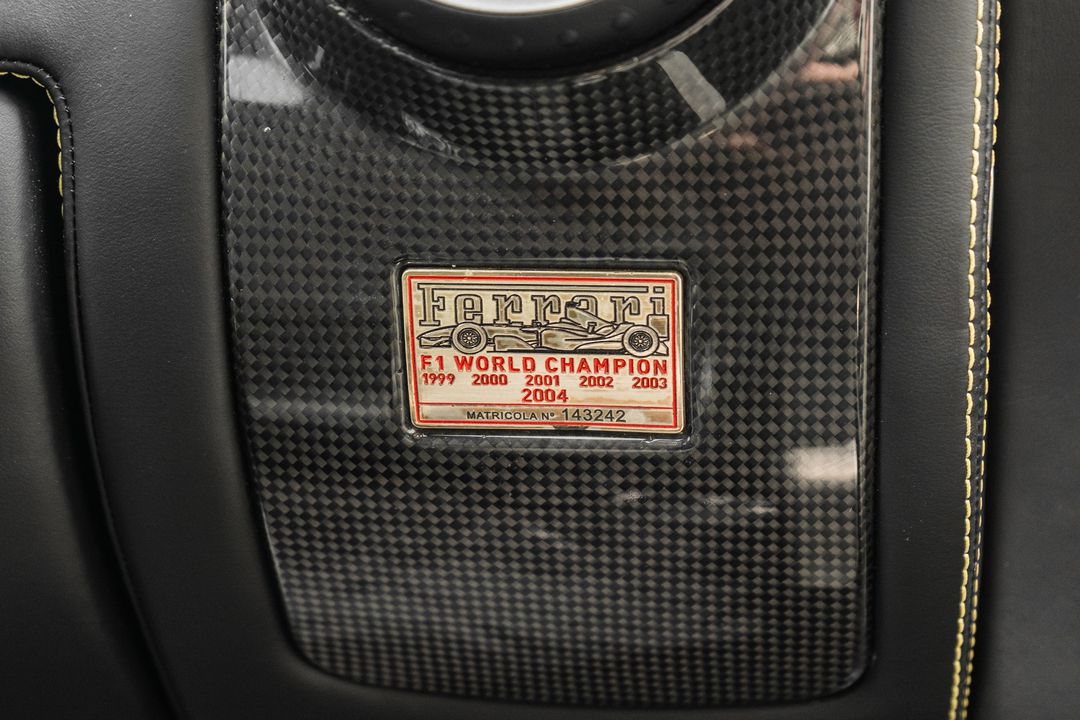 Ferrari
F1 WORLD CHAMPION
1999 2000 2001 2002 2003
2004
MATRICOLA Nº 143242